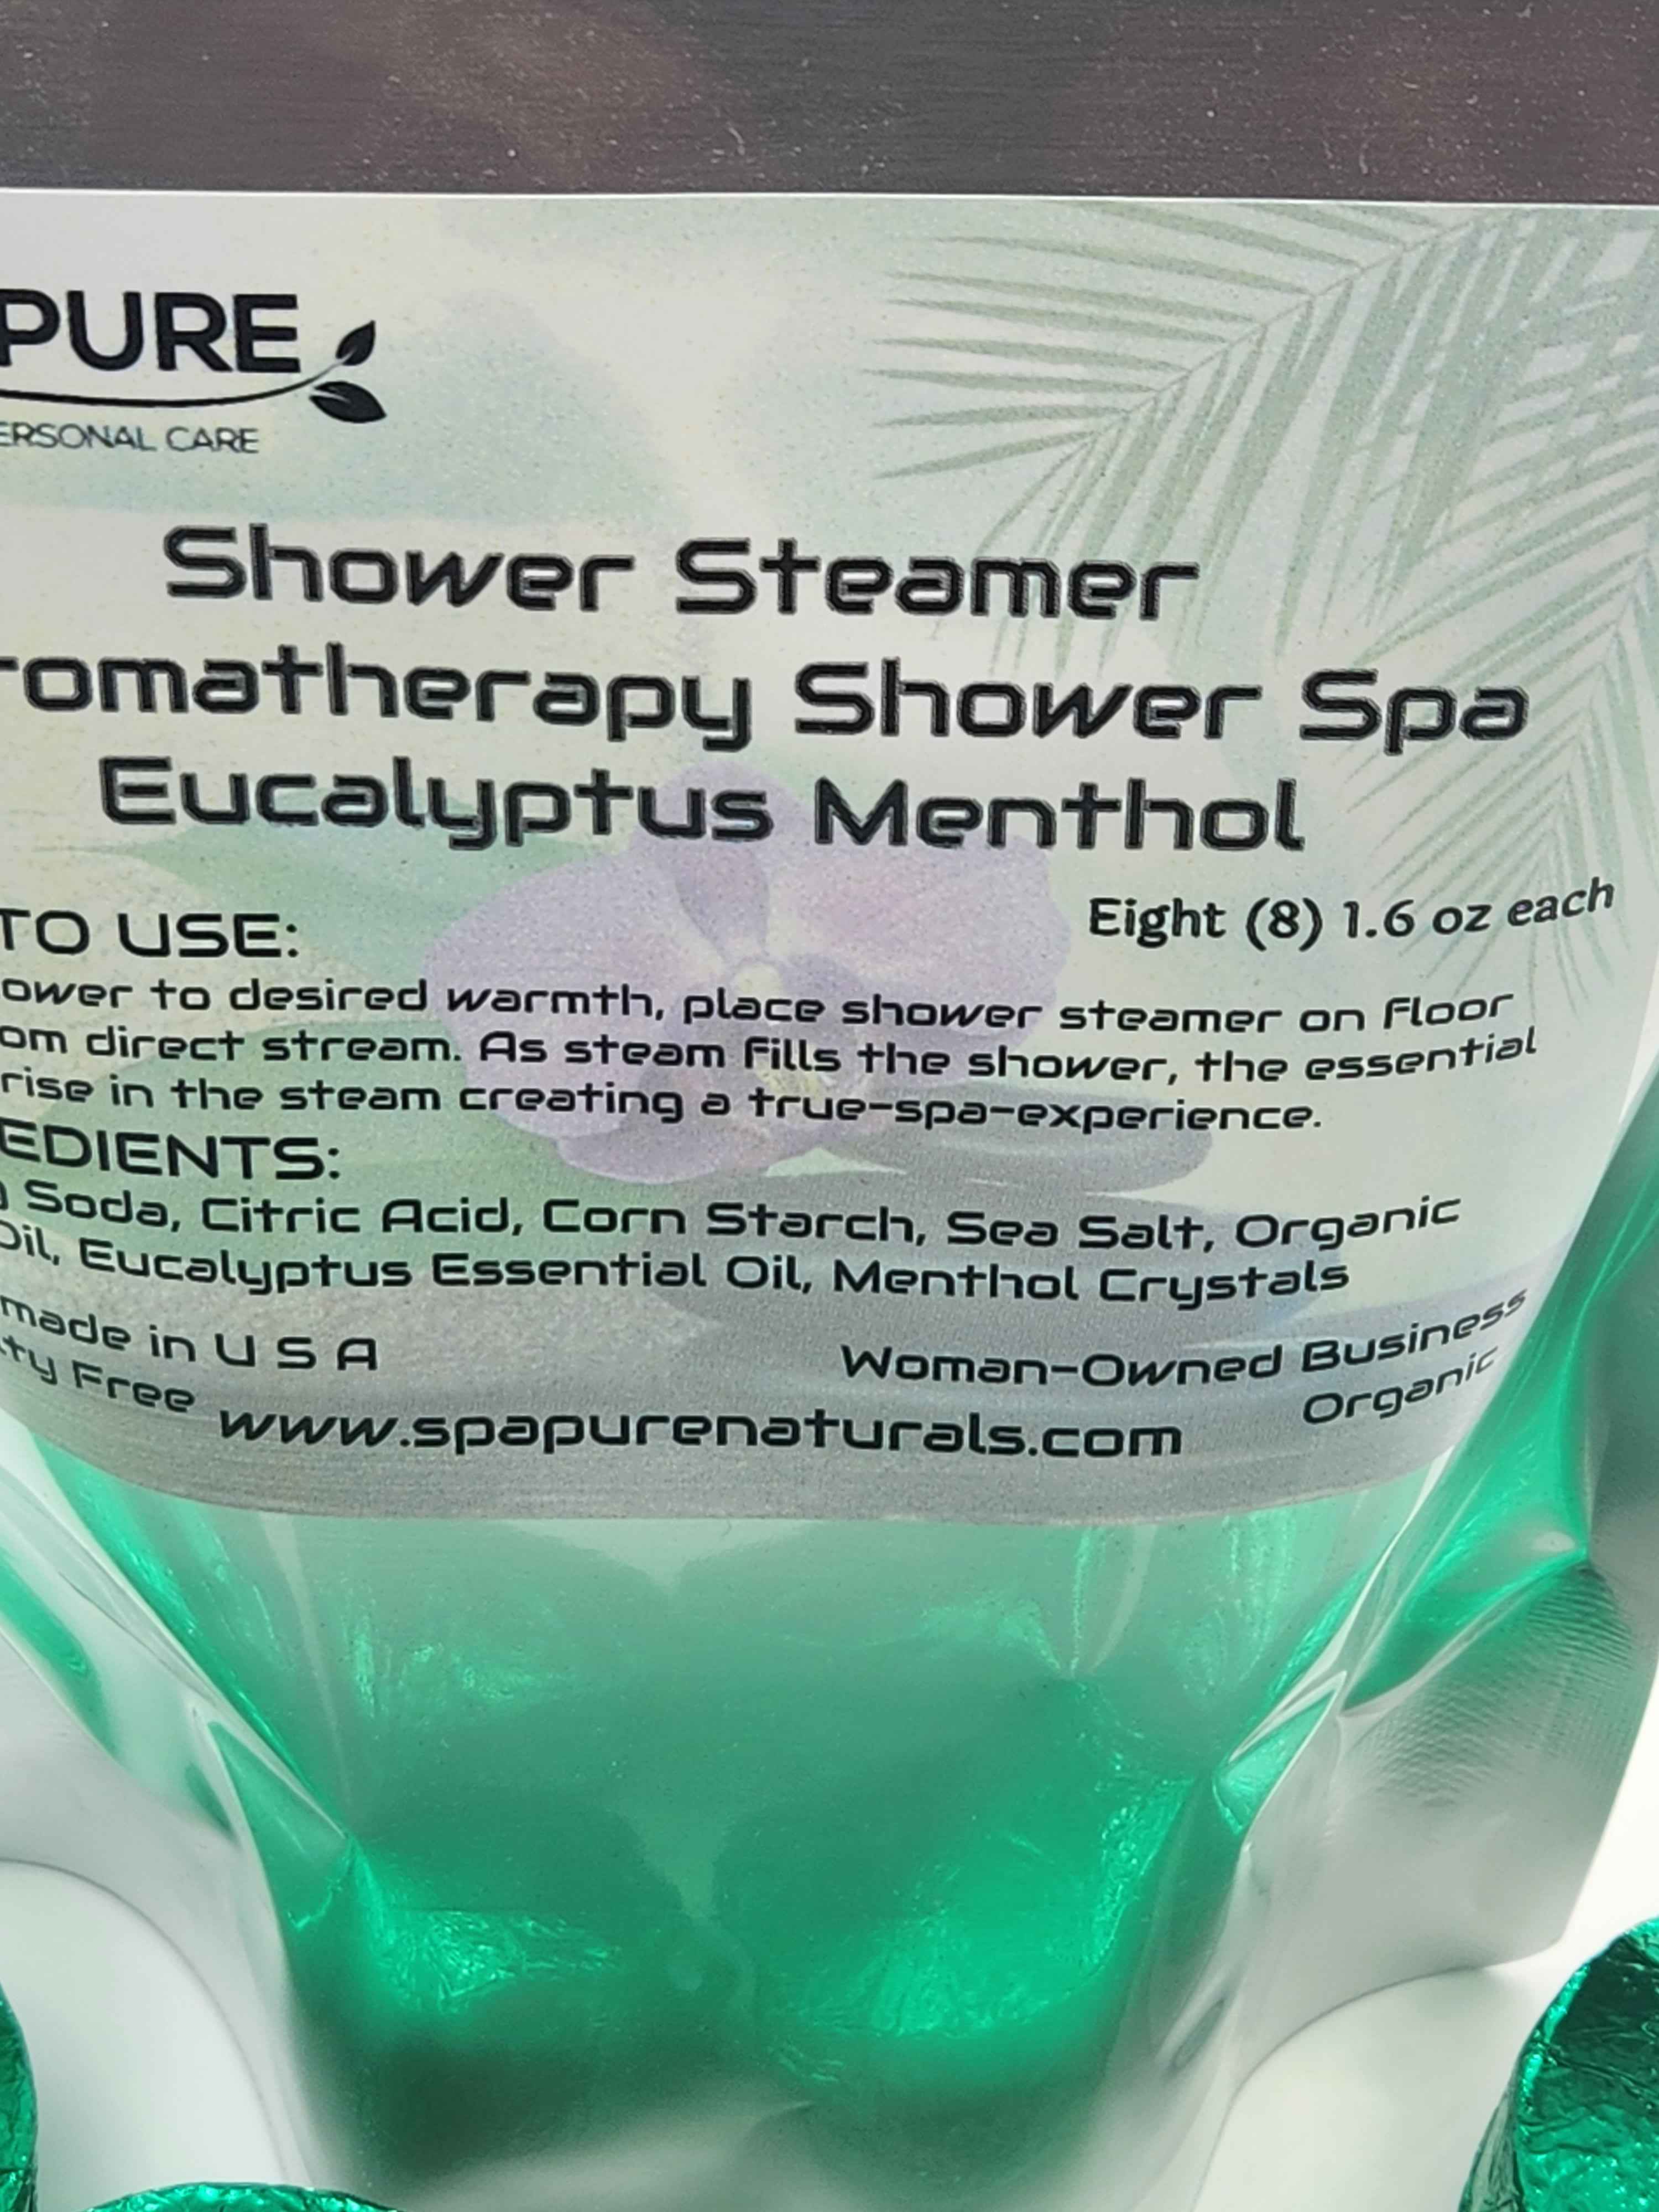 PURE
ERSONAL CARE
Shower Steamer
romatherapy Shower Spa
Eucalyptus Menthol
Eight (8) 1.6 oz each
TO USE:
ower to desired warmth, place shower steamer on floor
om direct stream. As steam fills the shower, the essential
rise in the steam creating a true-spa-experience.
EDIENTS:
Soda, Citric Acid, Corn Starch, Sea Salt, Organic
Oil, Eucalyptus Essential Oil, Menthol Crystals
made in U S A
Woman-Owned Business
ty Free
Organic
www.spapurenaturals.com